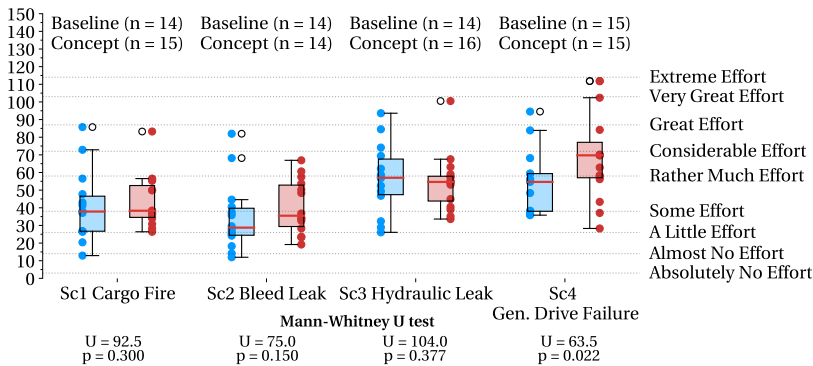 150
140
130
120
110
100
90
80
70
60
50
40
30
20
10
0
Baseline (n = 14)
Concept (n = 15)
Baseline (n = 14)
Concept (n = 14)
Baseline (n = 14)
Concept (n = 16)
Baseline (n = 15)
Concept (n = 15)
Extreme Effort
Very Great Effort
Great Effort
Considerable Effort
Rather Much Effort
Some Effort
A Little Effort
Almost No Effort
Absolutely No Effort
Sc1 Cargo Fire
Sc2 Bleed Leak
Sc3 Hydraulic Leak
Sc4
Gen. Drive Failure
Mann-Whitney U test
U = 92.5
p = 0.300
U = 75.0
p = 0.150
U = 104.0
p = 0.377
U = 63.5
p = 0.022